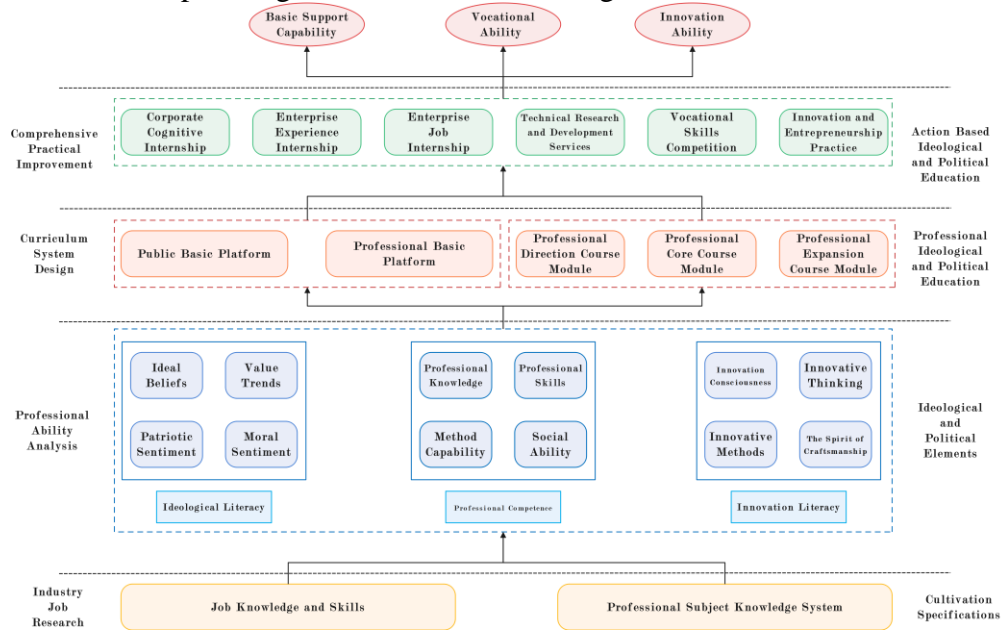 Basic Support
Capability
Vocational
Ability
Innovation
Ability
Comprehensive
Practical
Improvement
Corporate
Cognitive
Internship
Enterprise
Experience
Internship
Enterprise
Job
Internship
Technical Research
and Development
Services
Vocational
Skills
Competition
Innovation and
Entrepreneurship
Practice
Action Based
Ideological
and Political
Education
Curriculum
System
Design
Public Basic Platform
Professional Basic
Platform
Professional
Direction Course
Module
Professional
Core Course
Module
Professional
Expansion
Course Module
Professional
Ideological
and Political
Education
Professional
Ability
Analysis
Ideal
Beliefs
Value
Trends
Patriotic
Sentiment
Moral
Sentiment
Ideological Literacy
Professional
Knowledge
Professional
Skills
Method
Capability
Social
Ability
Professional Competence
Innovation
Consciousness
Innovative
Thinking
Innovative
Methods
The Spirit of
Craftsmanship
Innovation Literacy
Ideological
and
Political
Elements
Industry
Job
Research
Job Knowledge and Skills
Professional Subject Knowledge System
Cultivation
Specifications